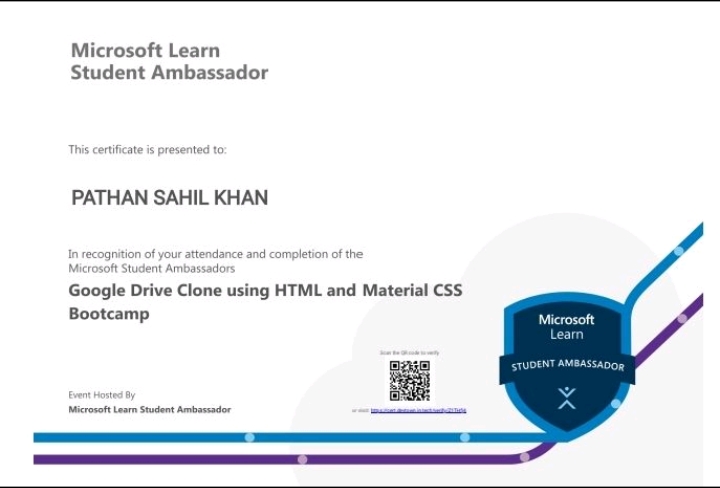 Microsoft Learn
Student Ambassador
This certificate is presented to:
PATHAN SAHIL KHAN
In recognition of your attendance and completion of the
Microsoft Student Ambassadors
Google Drive Clone using HTML and Material CSS
Bootcamp
Scan the QR code to verify
or visit
Event Hosted By
Microsoft Learn Student Ambassador
Microsoft
Learn
STUDENT AMBASSADOR